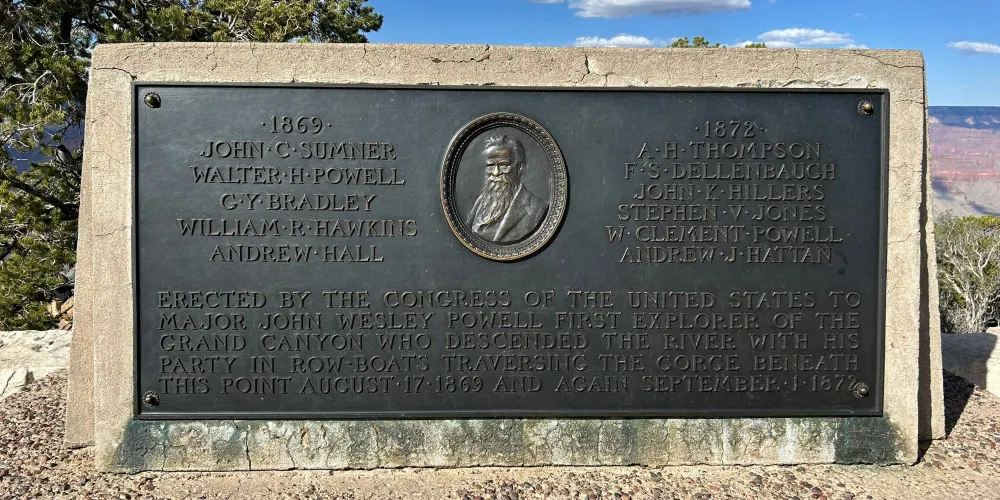 ·1869·
JOHN·C·SUMNER
WALTER·H·POWELL
G·Y·BRADLEY
WILLIAM·R·HAWKINS
ANDREW·HALL
·1872·
A·H·THOMPSON
F·S·DELLENBAUGH
JOHN·K·HILLERS
STEPHEN·V·JONES
W·CLEMENT·POWELL
ANDREW·J·HATTAN
ERECTED BY THE CONGRESS OF THE UNITED STATES TO
MAJOR JOHN WESLEY POWELL FIRST EXPLORER OF THE
GRAND CANYON WHO DESCENDED THE RIVER WITH HIS
PARTY IN ROW-BOATS TRAVERSING THE GORGE BENEATH
THIS POINT AUGUST·17·1869 AND AGAIN SEPTEMBER·1·1872